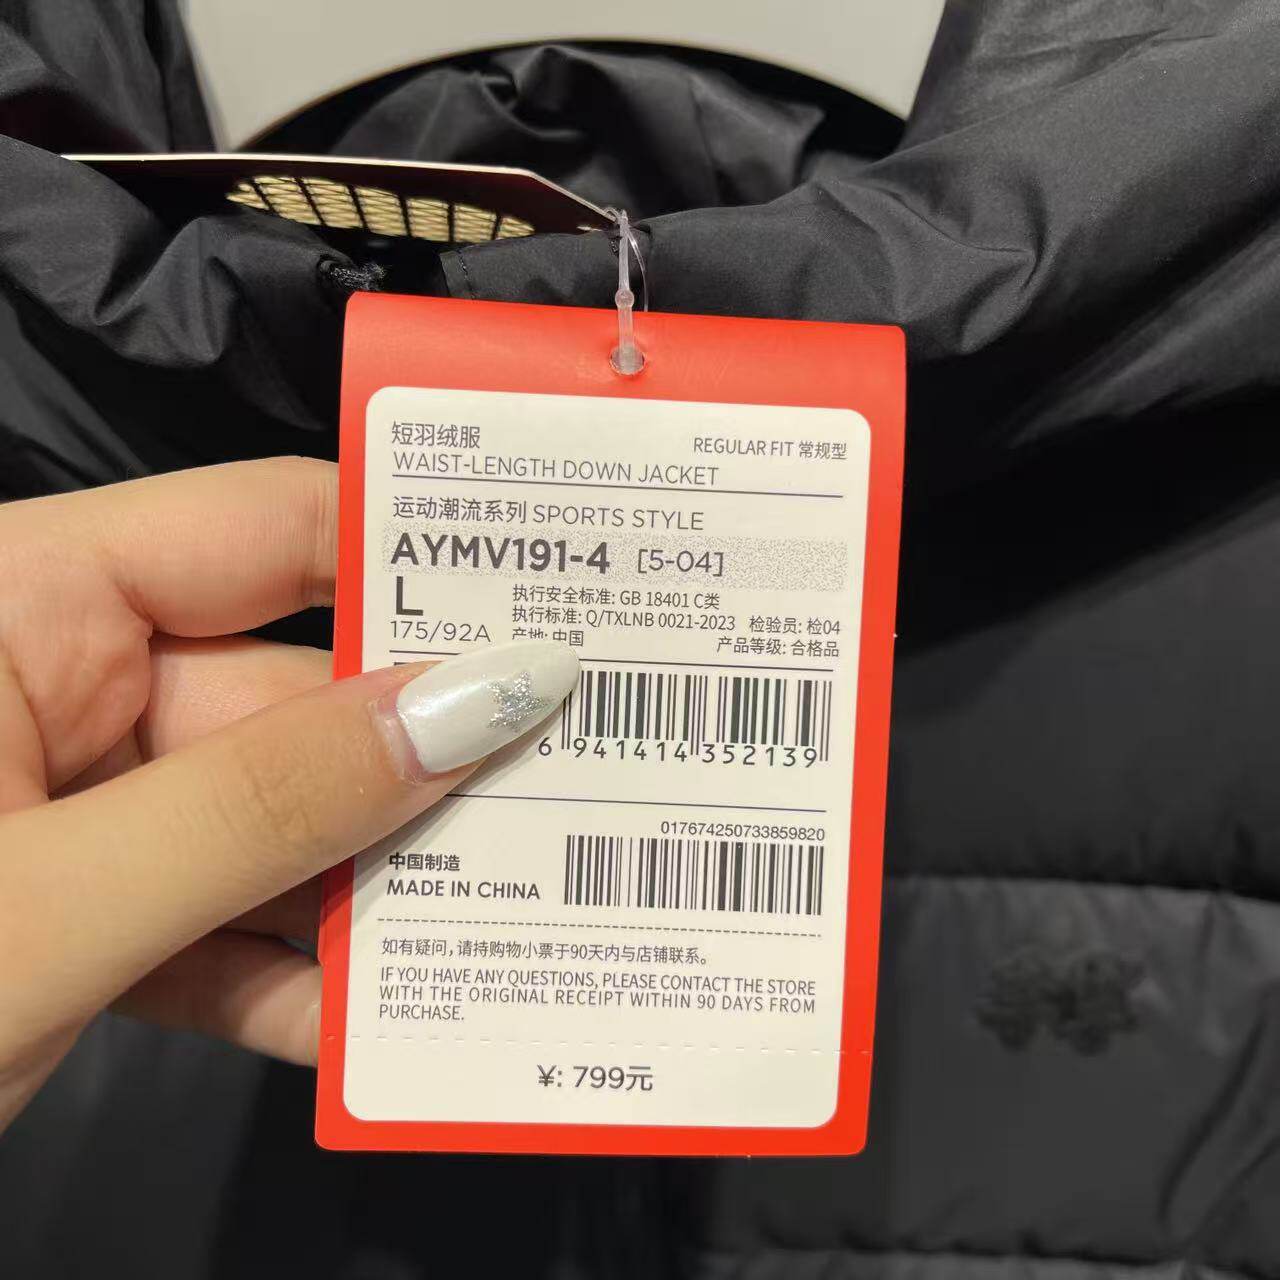 短羽绒服
REGULAR FIT 常规型
WAIST-LENGTH DOWN JACKET
运动潮流系列 SPORTS STYLE
AYMV191-4 [5-04]
L
175/92A
执行安全标准: GB 18401 C类
执行标准: Q/TXLNB 0021-2023 检验员: 检04
产地: 中国 产品等级: 合格品
6 941414 352139
017674250733859820
中国制造
MADE IN CHINA
如有疑问,请持购物小票于90天内与店铺联系。
IF YOU HAVE ANY QUESTIONS, PLEASE CONTACT THE STORE
WITH THE ORIGINAL RECEIPT WITHIN 90 DAYS FROM
PURCHASE.
¥: 799元